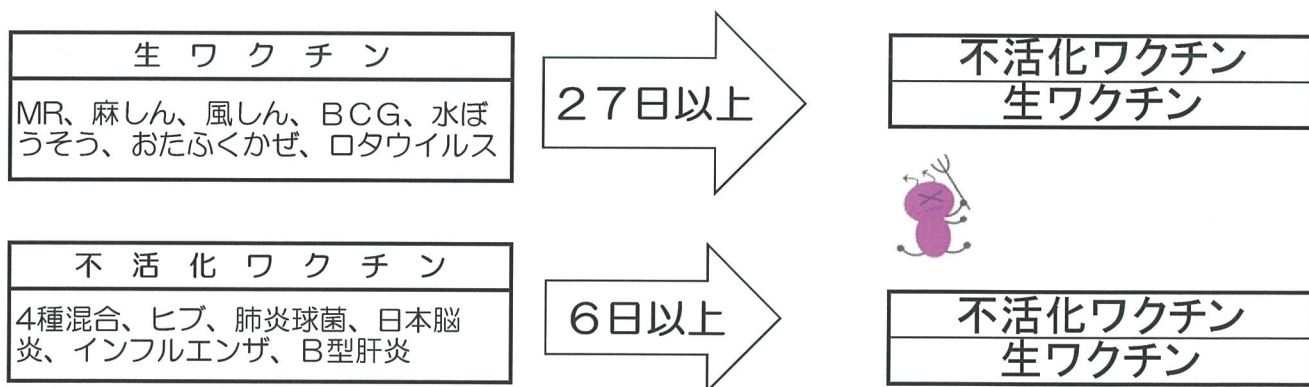 生ワクチン
MR、麻しん、風しん、BCG、水ぼ
うそう、おたふくかぜ、ロタウイルス
27日以上
不活化ワクチン
生ワクチン
不活化ワクチン
4種混合、ヒブ、肺炎球菌、日本脳
炎、インフルエンザ、B型肝炎
6日以上
不活化ワクチン
生ワクチン